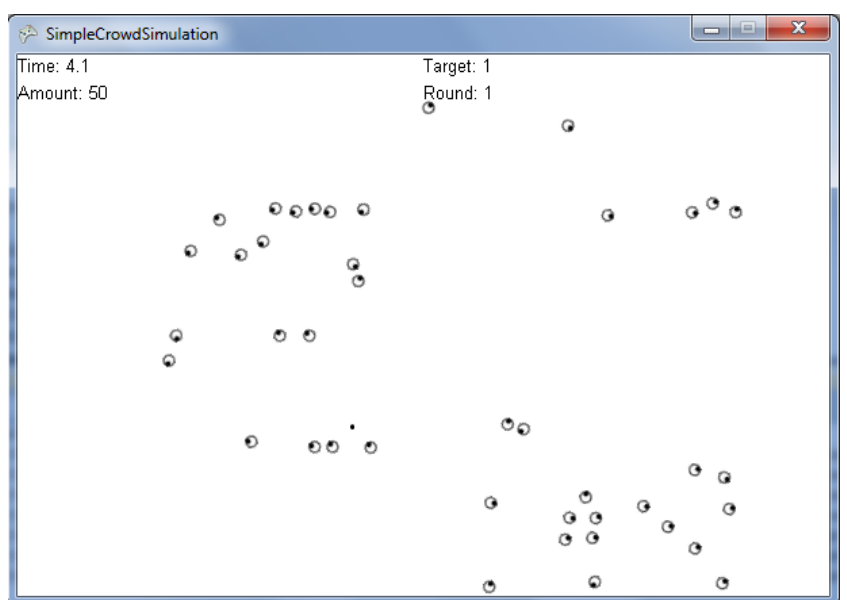 SimpleCrowdSimulation
Time: 4.1
Target: 1
Amount: 50
Round: 1